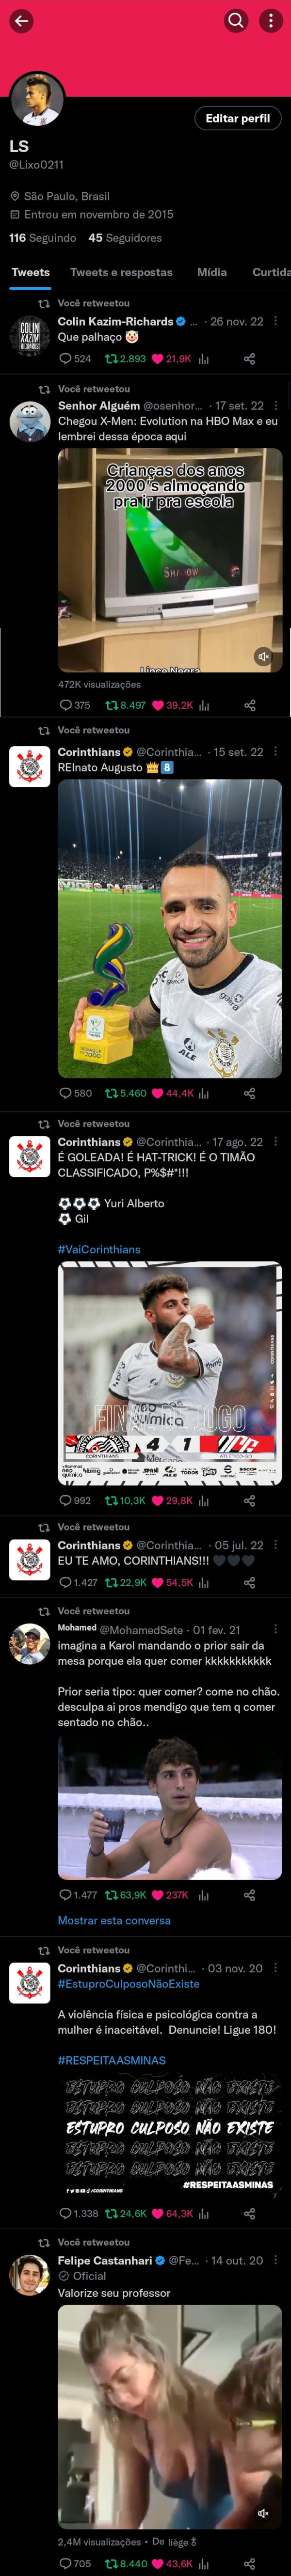 Editar perfil
LS
@Lixo0211
São Paulo, Brasil
Entrou em novembro de 2015
116 Seguindo 45 Seguidores
Tweets Tweets e respostas Mídia Curtida
Você retweetou
Colin Kazim-Richards ... · 26 nov. 22
COLIN KAZIM RICHARDS
Que palhaço 🤡
524 2.893 21,9K
Você retweetou
Senhor Alguém @osenhor... · 17 set. 22
Chegou X-Men: Evolution na HBO Max e eu
lembrei dessa época aqui
Crianças dos anos
2000's almoçando
pra ir pra escola
Lince Negra
472K visualizações
375 8.497 39,2K
Você retweetou
Corinthians @Corinthia... · 15 set. 22
REInato Augusto 👑8️⃣
ALE
580 5.460 44,4K
Você retweetou
Corinthians @Corinthia... · 17 ago. 22
É GOLEADA! É HAT-TRICK! É O TIMÃO
CLASSIFICADO, P%$#*!!!
⚽⚽⚽ Yuri Alberto
⚽ Gil
#VaiCorinthians
FIM DE JOGO
CORINTHIANS 4 1 ATLÉTICO-GO
992 10,3K 29,8K
Você retweetou
Corinthians @Corinthia... · 05 jul. 22
EU TE AMO, CORINTHIANS!!! 🖤🖤🖤
1.427 22,9K 54,5K
Você retweetou
Mohamed @MohamedSete · 01 fev. 21
imagina a Karol mandando o prior sair da
mesa porque ela quer comer kkkkkkkkkkk
Prior seria tipo: quer comer? come no chão.
desculpa ai pros mendigo que tem q comer
sentado no chão..
1.477 63,9K 237K
Mostrar esta conversa
Você retweetou
Corinthians @Corinthi... · 03 nov. 20
#EstuproCulposoNãoExiste
A violência física e psicológica contra a
mulher é inaceitável. Denuncie! Ligue 180!
#RESPEITAASMINAS
ESTUPRO CULPOSO NÃO EXISTE
ESTUPRO CULPOSO NÃO EXISTE
ESTUPRO CULPOSO NÃO EXISTE
ESTUPRO CULPOSO NÃO EXISTE
ESTUPRO CULPOSO NÃO EXISTE
/CORINTHIANS #RESPEITAASMINAS
1.338 24,6K 64,3K
Você retweetou
Felipe Castanhari @Fe... · 14 out. 20
Oficial
Valorize seu professor
2,4M visualizações · De liège
705 8.440 43,6K